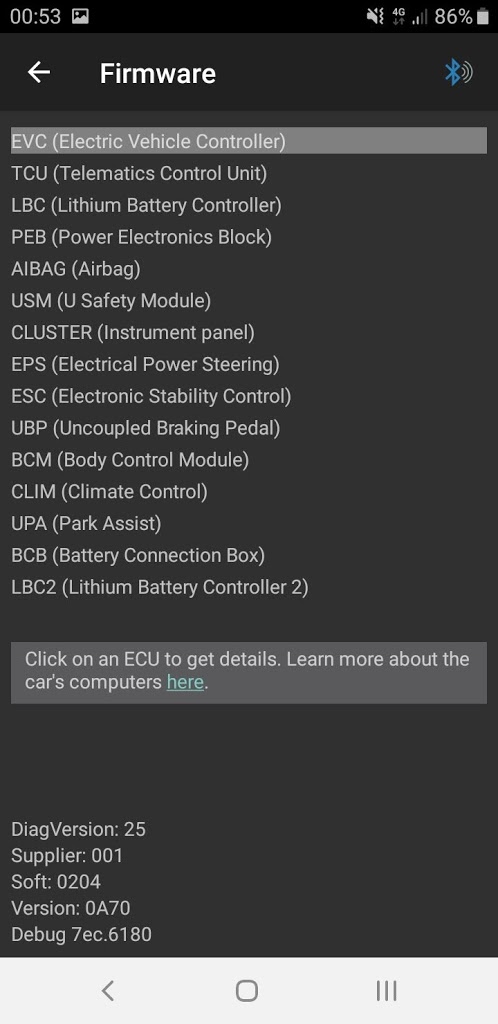 00:53 4G 86%
Firmware
EVC (Electric Vehicle Controller)
TCU (Telematics Control Unit)
LBC (Lithium Battery Controller)
PEB (Power Electronics Block)
AIBAG (Airbag)
USM (U Safety Module)
CLUSTER (Instrument panel)
EPS (Electrical Power Steering)
ESC (Electronic Stability Control)
UBP (Uncoupled Braking Pedal)
BCM (Body Control Module)
CLIM (Climate Control)
UPA (Park Assist)
BCB (Battery Connection Box)
LBC2 (Lithium Battery Controller 2)
Click on an ECU to get details. Learn more about the
car's computers here.
DiagVersion: 25
Supplier: 001
Soft: 0204
Version: 0A70
Debug 7ec.6180